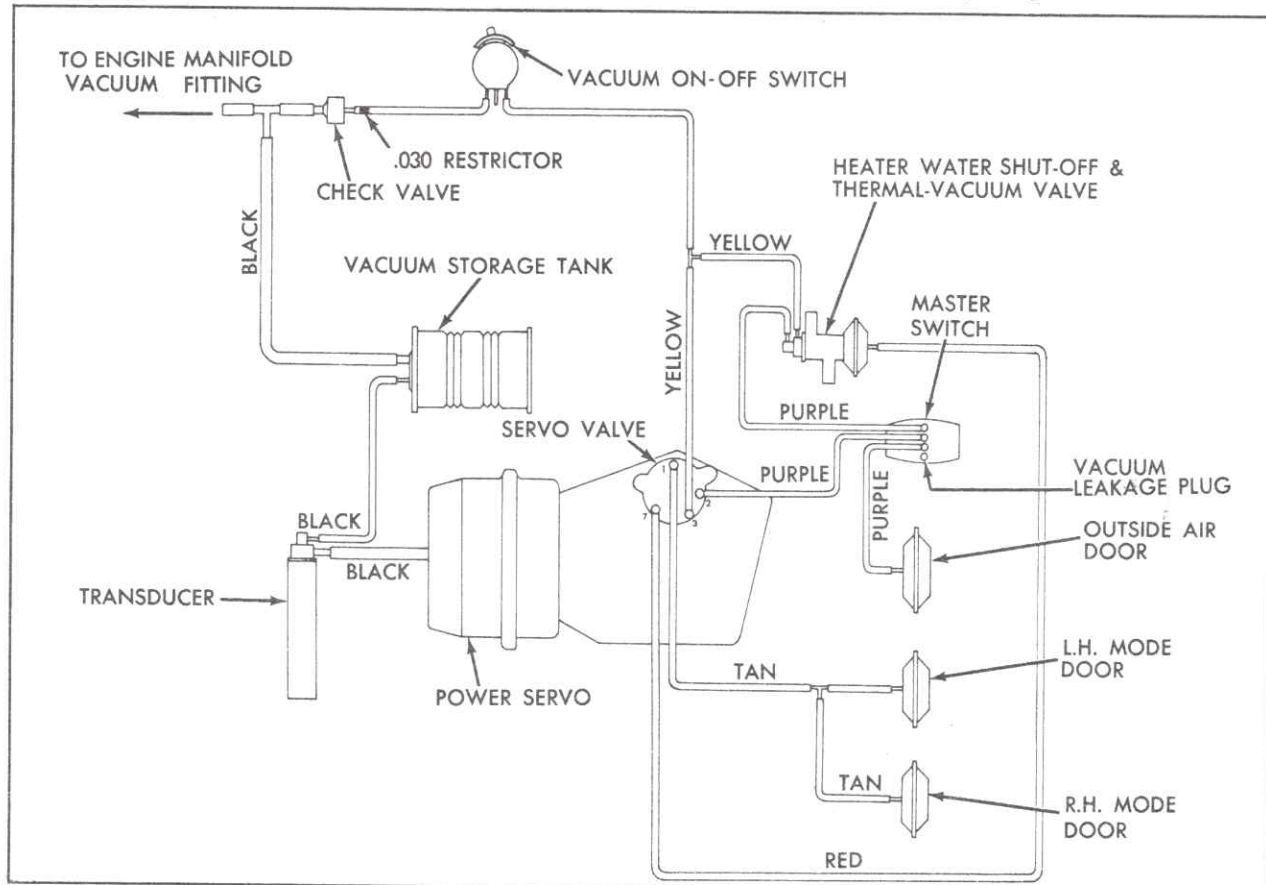 TO ENGINE MANIFOLD
VACUUM FITTING
VACUUM ON-OFF SWITCH
.030 RESTRICTOR
CHECK VALVE
HEATER WATER SHUT-OFF &
THERMAL-VACUUM VALVE
BLACK
YELLOW
VACUUM STORAGE TANK
MASTER
SWITCH
YELLOW
PURPLE
SERVO VALVE
1
PURPLE
2
7
3
VACUUM
LEAKAGE PLUG
PURPLE
BLACK
OUTSIDE AIR
DOOR
BLACK
TRANSDUCER
L.H. MODE
DOOR
TAN
POWER SERVO
TAN
R.H. MODE
DOOR
RED